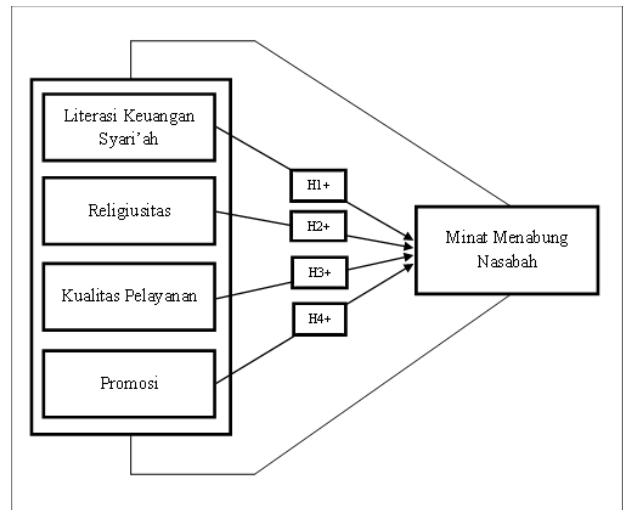 Literasi Keuangan
Syari'ah
Religiusitas
Kualitas Pelayanan
Promosi
H1+
H2+
H3+
H4+
Minat Menabung
Nasabah